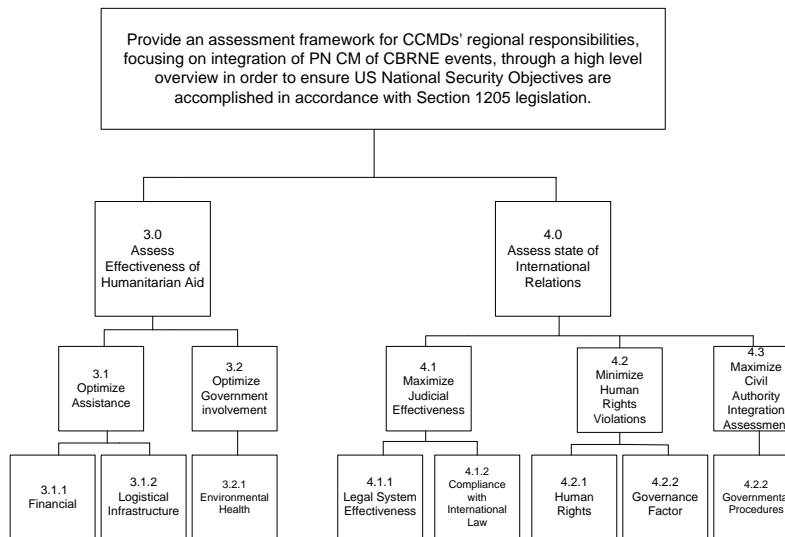 Provide an assessment framework for CCMDs' regional responsibilities,
focusing on integration of PN CM of CBRNE events, through a high level
overview in order to ensure US National Security Objectives are
accomplished in accordance with Section 1205 legislation.
3.0
Assess
Effectiveness of
Humanitarian Aid
4.0
Assess state of
International
Relations
3.1
Optimize
Assistance
3.2
Optimize
Government
involvement
4.1
Maximize
Judicial
Effectiveness
4.2
Minimize
Human
Rights
Violations
4.3
Maximize
Civil
Authority
Integration
Assessment
3.1.1
Financial
3.1.2
Logistical
Infrastructure
3.2.1
Environmental
Health
4.1.1
Legal System
Effectiveness
4.1.2
Compliance
with
International
Law
4.2.1
Human
Rights
4.2.2
Governance
Factor
4.2.2
Governmental
Procedures